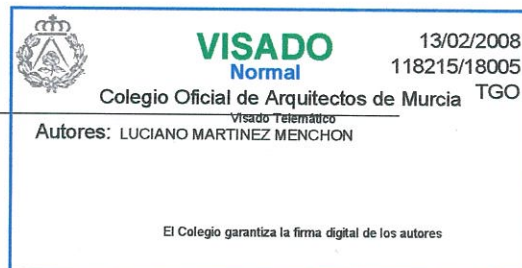 VISADO
Normal
13/02/2008
118215/18005
TGO
Colegio Oficial de Arquitectos de Murcia
Visado Telemático
Autores: LUCIANO MARTINEZ MENCHON
El Colegio garantiza la firma digital de los autores